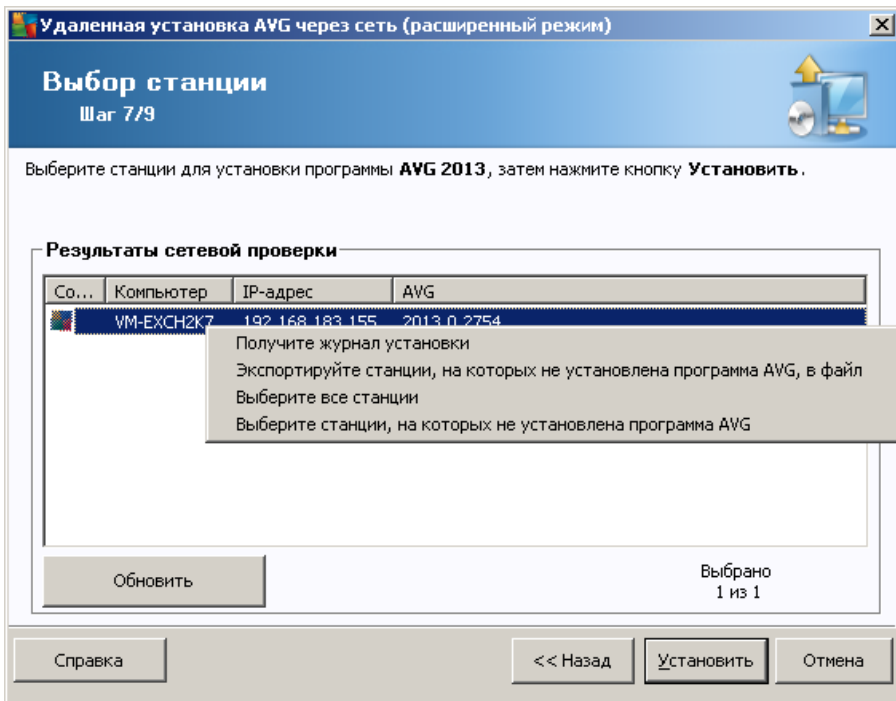 Удаленная установка AVG через сеть (расширенный режим)
Выбор станции
Шаг 7/9
Выберите станции для установки программы AVG 2013, затем нажмите кнопку Установить.
Результаты сетевой проверки
Со... Компьютер IP-адрес AVG
VM-EXCH2K7 192.168.183.155 2013.0.2754
Получите журнал установки
Экспортируйте станции, на которых не установлена программа AVG, в файл
Выберите все станции
Выберите станции, на которых не установлена программа AVG
Обновить
Выбрано
1 из 1
Справка << Назад Установить Отмена